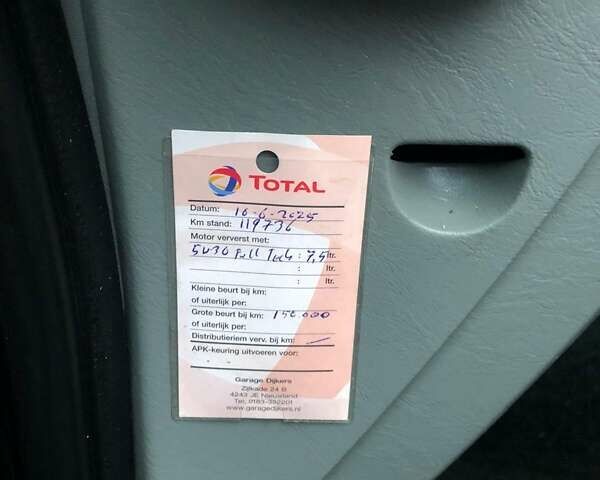 TOTAL
Datum: 10-6-2025
Km stand: 119736
Motor ververst met:
5W30 Full Tech : 7,5 ltr.
: ltr.
: ltr.
Kleine beurt bij km:
of uiterlijk per:
Grote beurt bij km: 150.000
of uiterlijk per:
Distributieriem verv. bij km: —
APK-keuring uitvoeren voor:
- -
Garage Dijkers
Zijlkade 24 B
4243 JE Nieuwland
Tel. 0183-352201
www.garagedijkers.nl